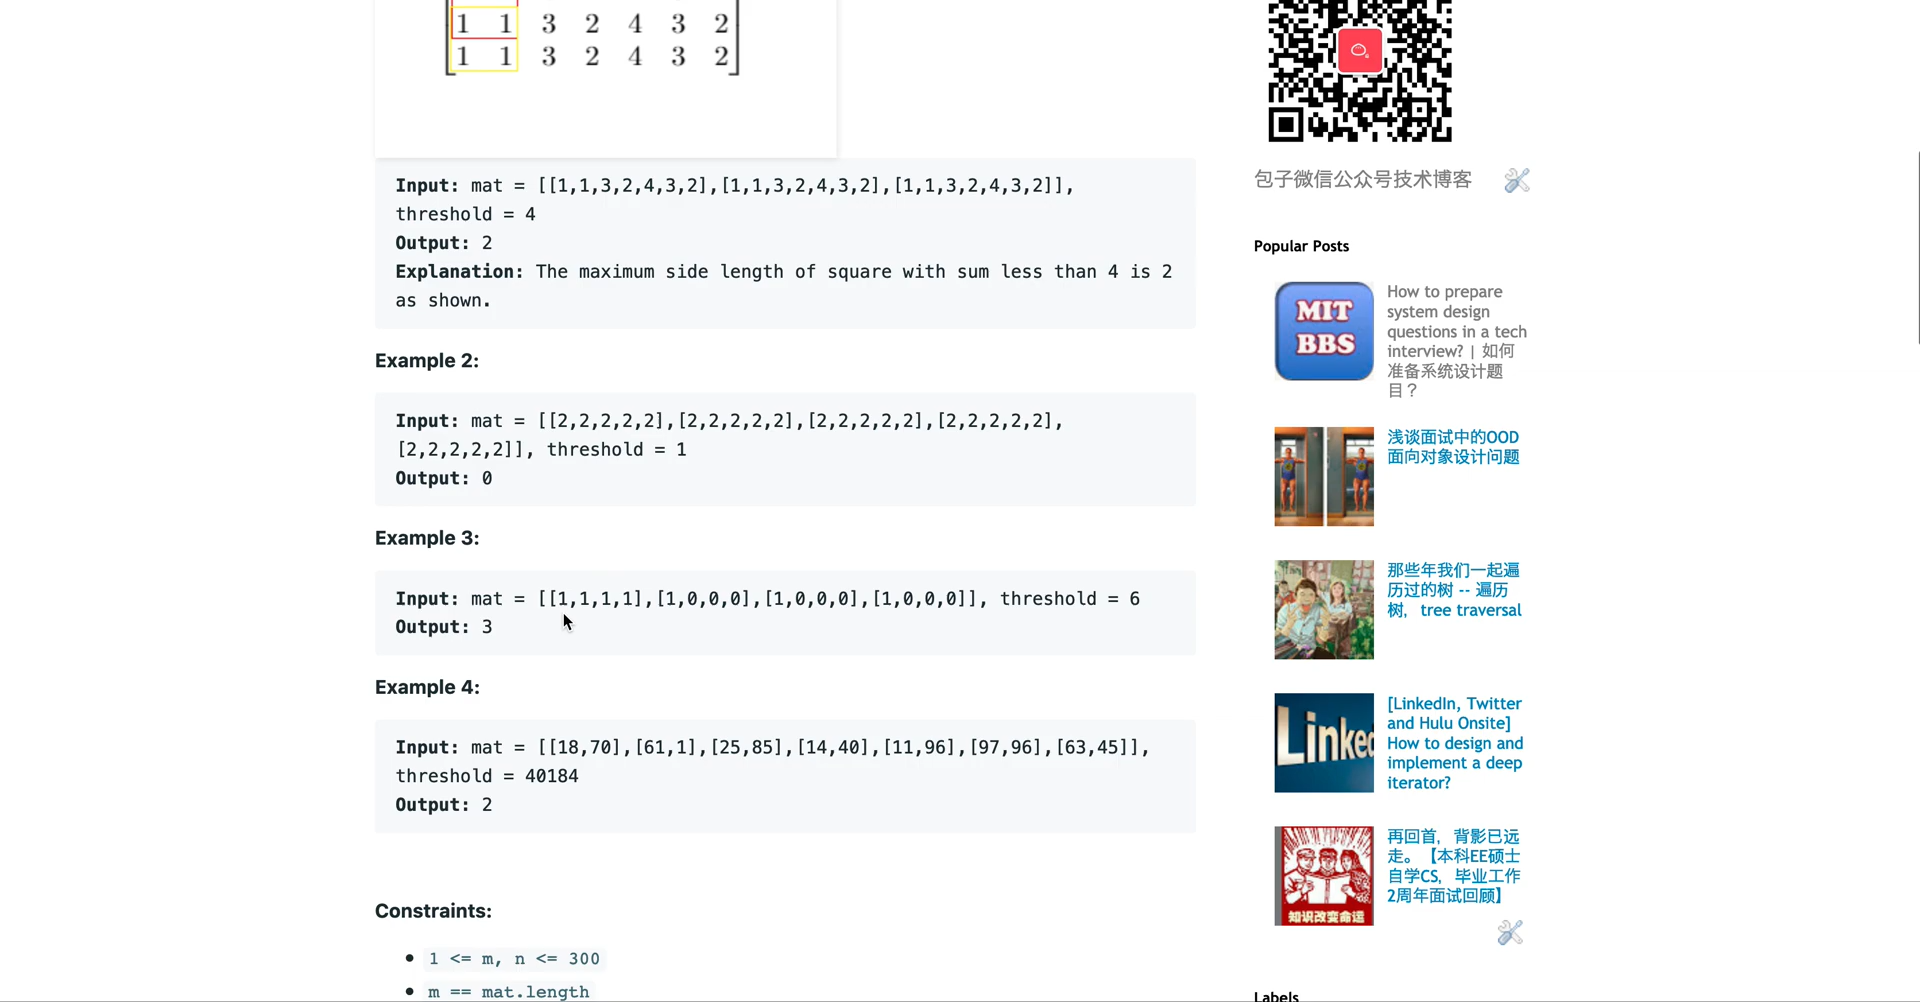 1 1 3 2 4 3 2
1 1 3 2 4 3 2
Input: mat = [[1,1,3,2,4,3,2],[1,1,3,2,4,3,2],[1,1,3,2,4,3,2]],
threshold = 4
Output: 2
Explanation: The maximum side length of square with sum less than 4 is 2
as shown.
Example 2:
Input: mat = [[2,2,2,2,2],[2,2,2,2,2],[2,2,2,2,2],[2,2,2,2,2],
[2,2,2,2,2]], threshold = 1
Output: 0
Example 3:
Input: mat = [[1,1,1,1],[1,0,0,0],[1,0,0,0],[1,0,0,0]], threshold = 6
Output: 3
Example 4:
Input: mat = [[18,70],[61,1],[25,85],[14,40],[11,96],[97,96],[63,45]],
threshold = 40184
Output: 2
Constraints:
1 <= m, n <= 300
m == mat.length
包子微信公众号技术博客
Popular Posts
MIT
BBS
How to prepare
system design
questions in a tech
interview? | 如何
准备系统设计题
目？
浅谈面试中的OOD
面向对象设计问题
那些年我们一起遍
历过的树 -- 遍历
树，tree traversal
Linked
[LinkedIn, Twitter
and Hulu Onsite]
How to design and
implement a deep
iterator?
知识改变命运
再回首，背影已远
走。【本科EE硕士
自学CS，毕业工作
2周年面试回顾】
Labels